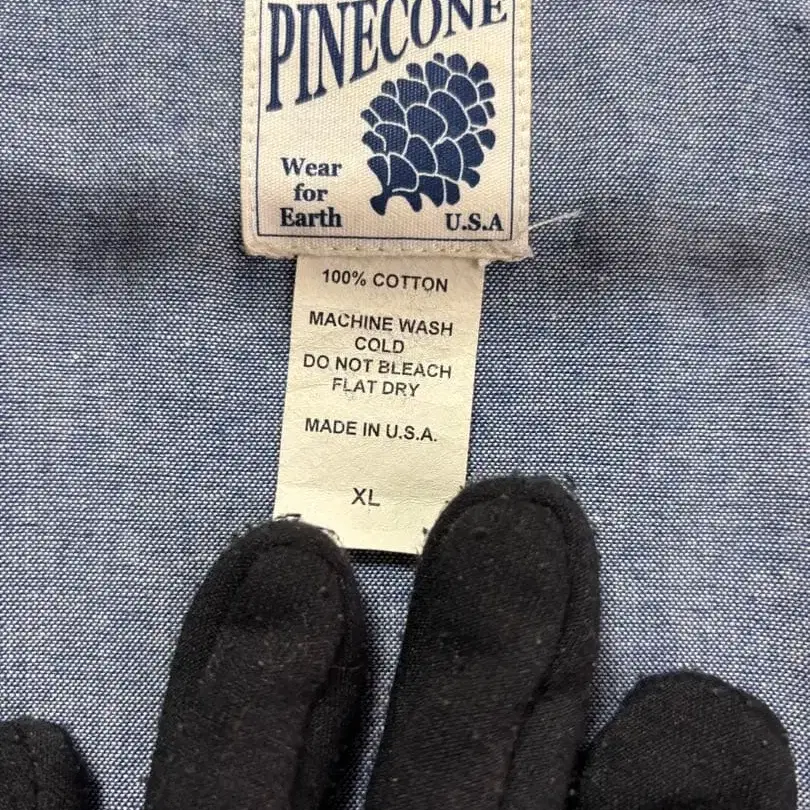 PINECONE
Wear
for
Earth
U.S.A
100% COTTON
MACHINE WASH
COLD
DO NOT BLEACH
FLAT DRY
MADE IN U.S.A.
XL